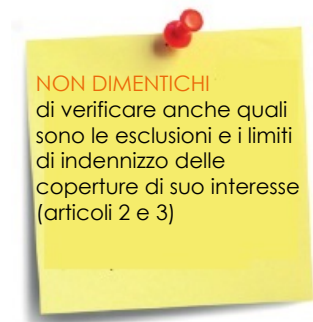 NON DIMENTICHI
di verificare anche quali
sono le esclusioni e i limiti
di indennizzo delle
coperture di suo interesse
(articoli 2 e 3)